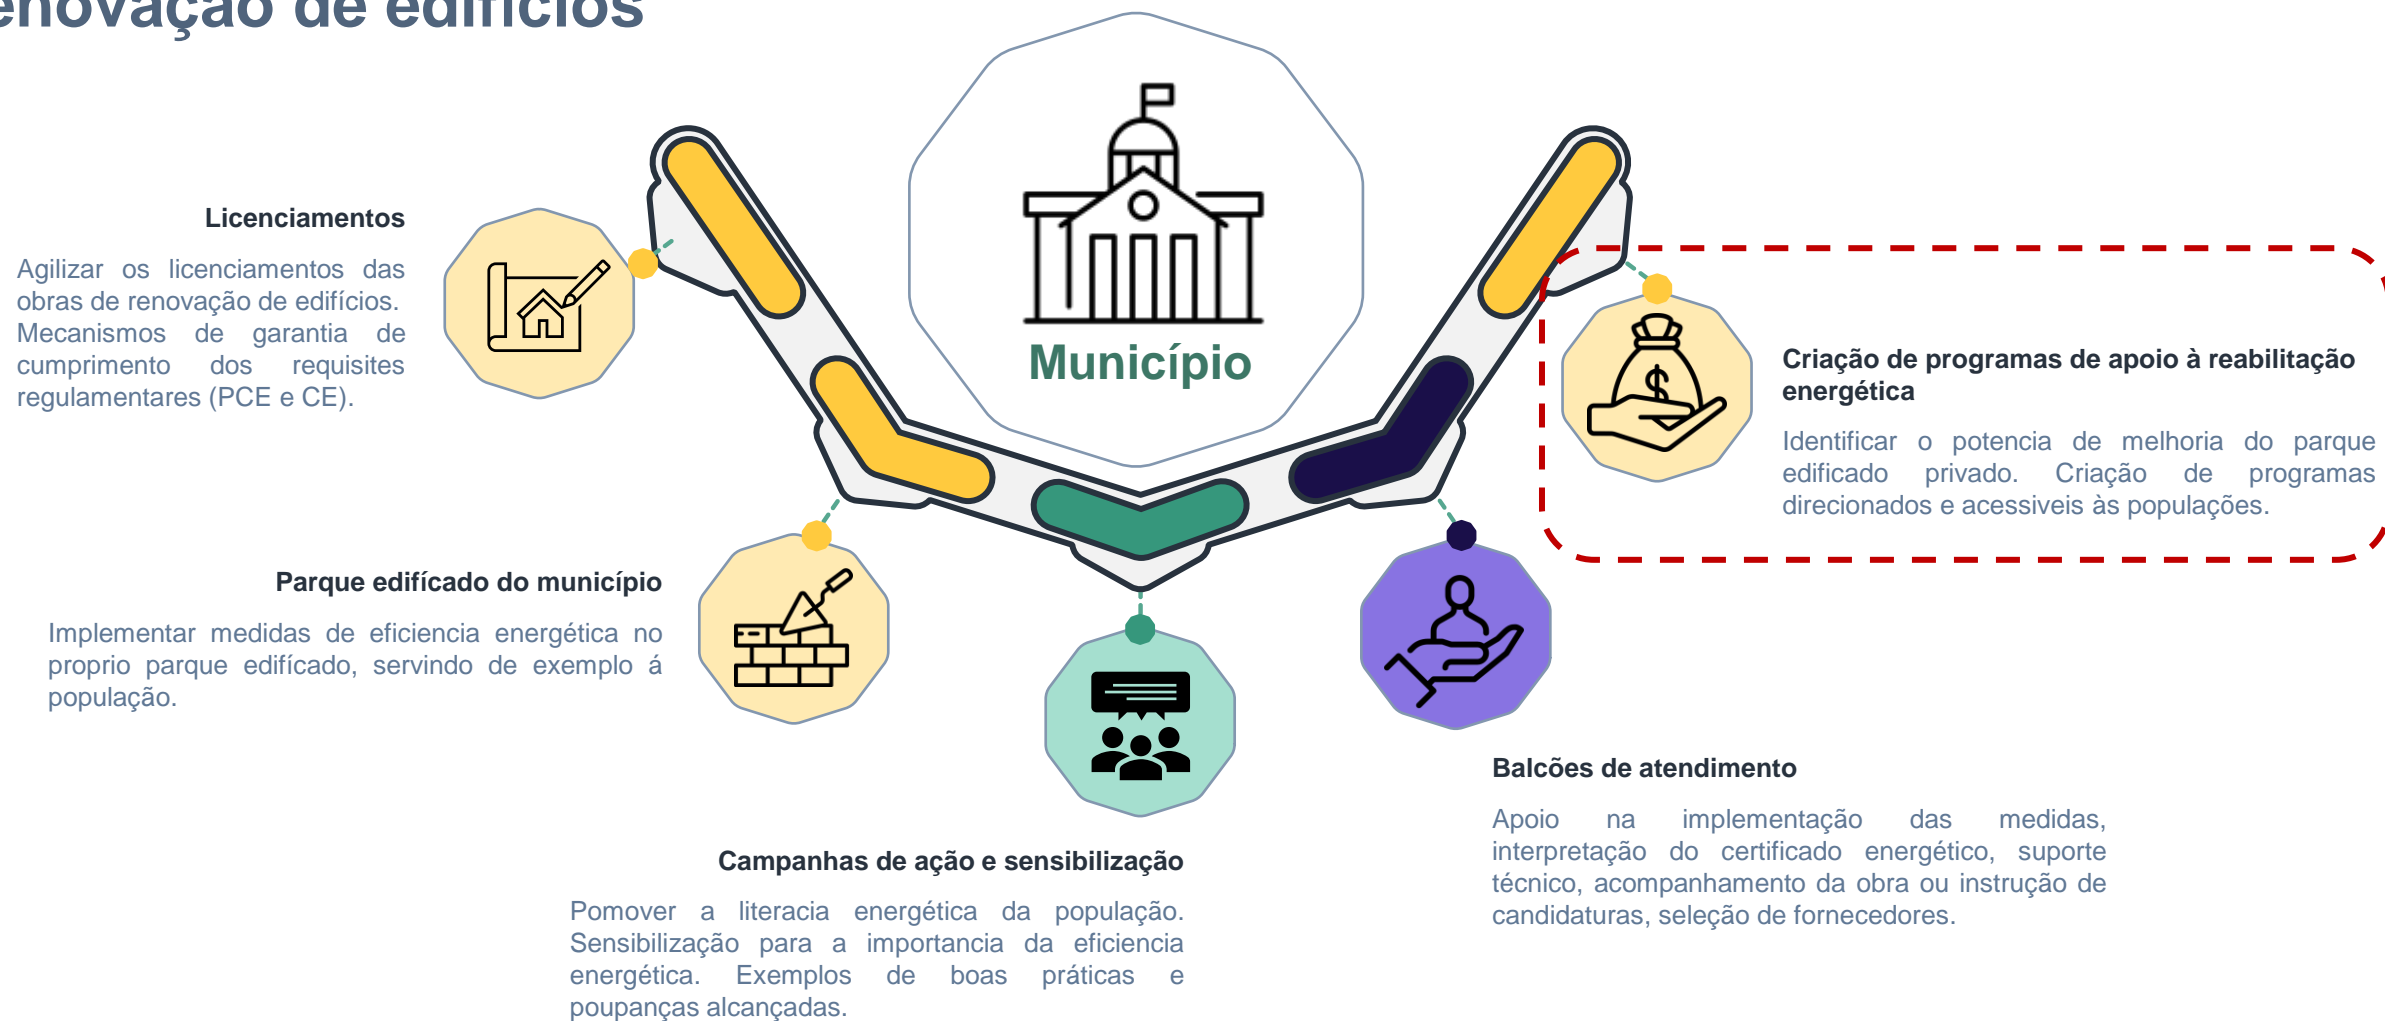 enovação de edifícios
Município
Licenciamentos
Agilizar os licenciamentos das
obras de renovação de edifícios.
Mecanismos de garantia de
cumprimento dos requisites
regulamentares (PCE e CE).
Parque edifícado do município
Implementar medidas de eficiencia energética no
proprio parque edifícado, servindo de exemplo á
população.
Campanhas de ação e sensibilização
Pomover a literacia energética da população.
Sensibilização para a importancia da eficiencia
energética. Exemplos de boas práticas e
poupanças alcançadas.
Balcões de atendimento
Apoio na implementação das medidas,
interpretação do certificado energético, suporte
técnico, acompanhamento da obra ou instrução de
candidaturas, seleção de fornecedores.
Criação de programas de apoio à reabilitação
energética
Identificar o potencia de melhoria do parque
edificado privado. Criação de programas
direcionados e acessiveis às populações.